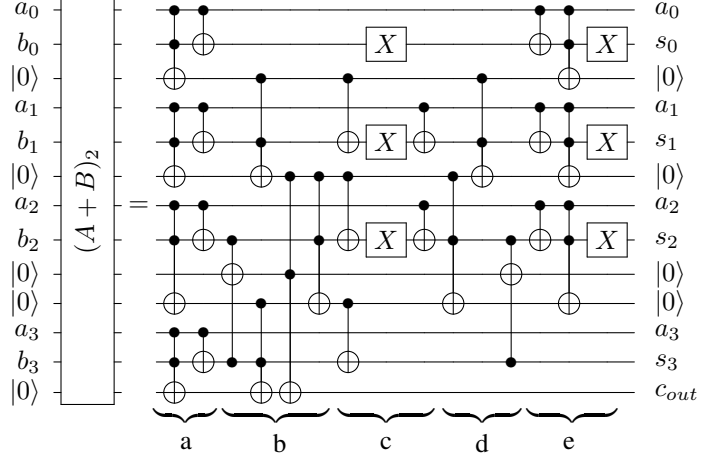 a₀ a₀
b₀ X X s₀
|0⟩ |0⟩
a₁ a₁
b₁ X X s₁
|0⟩ |0⟩
(A + B)₂ =
a₂ a₂
b₂ X X s₂
|0⟩ |0⟩
|0⟩ |0⟩
a₃ a₃
b₃ s₃
|0⟩ c_out
a b c d e